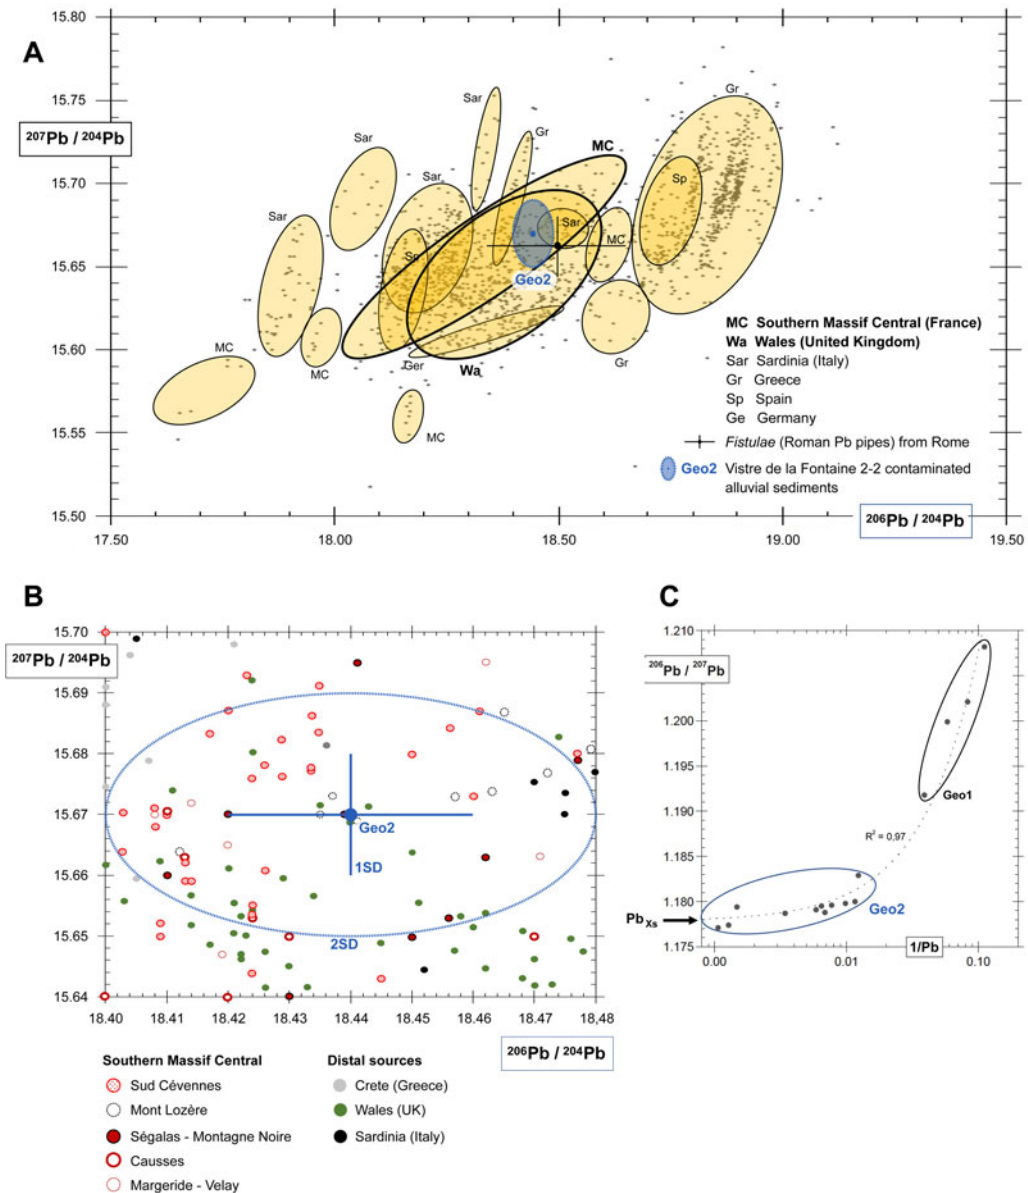 A
15.80
15.75
15.70
15.65
15.60
15.55
15.50
207Pb / 204Pb
Sar
Gr
Sar
Gr
MC
Sar
Sar
Sp
Sar
Sp
Sar
MC
Geo2
MC
Ger
Wa
Gr
MC
MC
MC Southern Massif Central (France)
Wa Wales (United Kingdom)
Sar Sardinia (Italy)
Gr Greece
Sp Spain
Ge Germany
Fistulae (Roman Pb pipes) from Rome
Geo2 Vistre de la Fontaine 2-2 contaminated
alluvial sediments
206Pb / 204Pb
17.50 18.00 18.50 19.00 19.50
B
15.70
207Pb / 204Pb
15.69
15.68
15.67
15.66
15.65
15.64
Geo2
1SD
2SD
18.40 18.41 18.42 18.43 18.44 18.45 18.46 18.47 18,48
206Pb / 204Pb
Southern Massif Central
Sud Cévennes
Mont Lozère
Ségalas - Montagne Noire
Causses
Margeride - Velay
Distal sources
Crete (Greece)
Wales (UK)
Sardinia (Italy)
C
1.210
206Pb / 207Pb
1.200
1.195
1.190
1.185
1.180
1.175
Geo1
R2 = 0,97
Geo2
PbXs
1/Pb
0.00 0.01 0.10